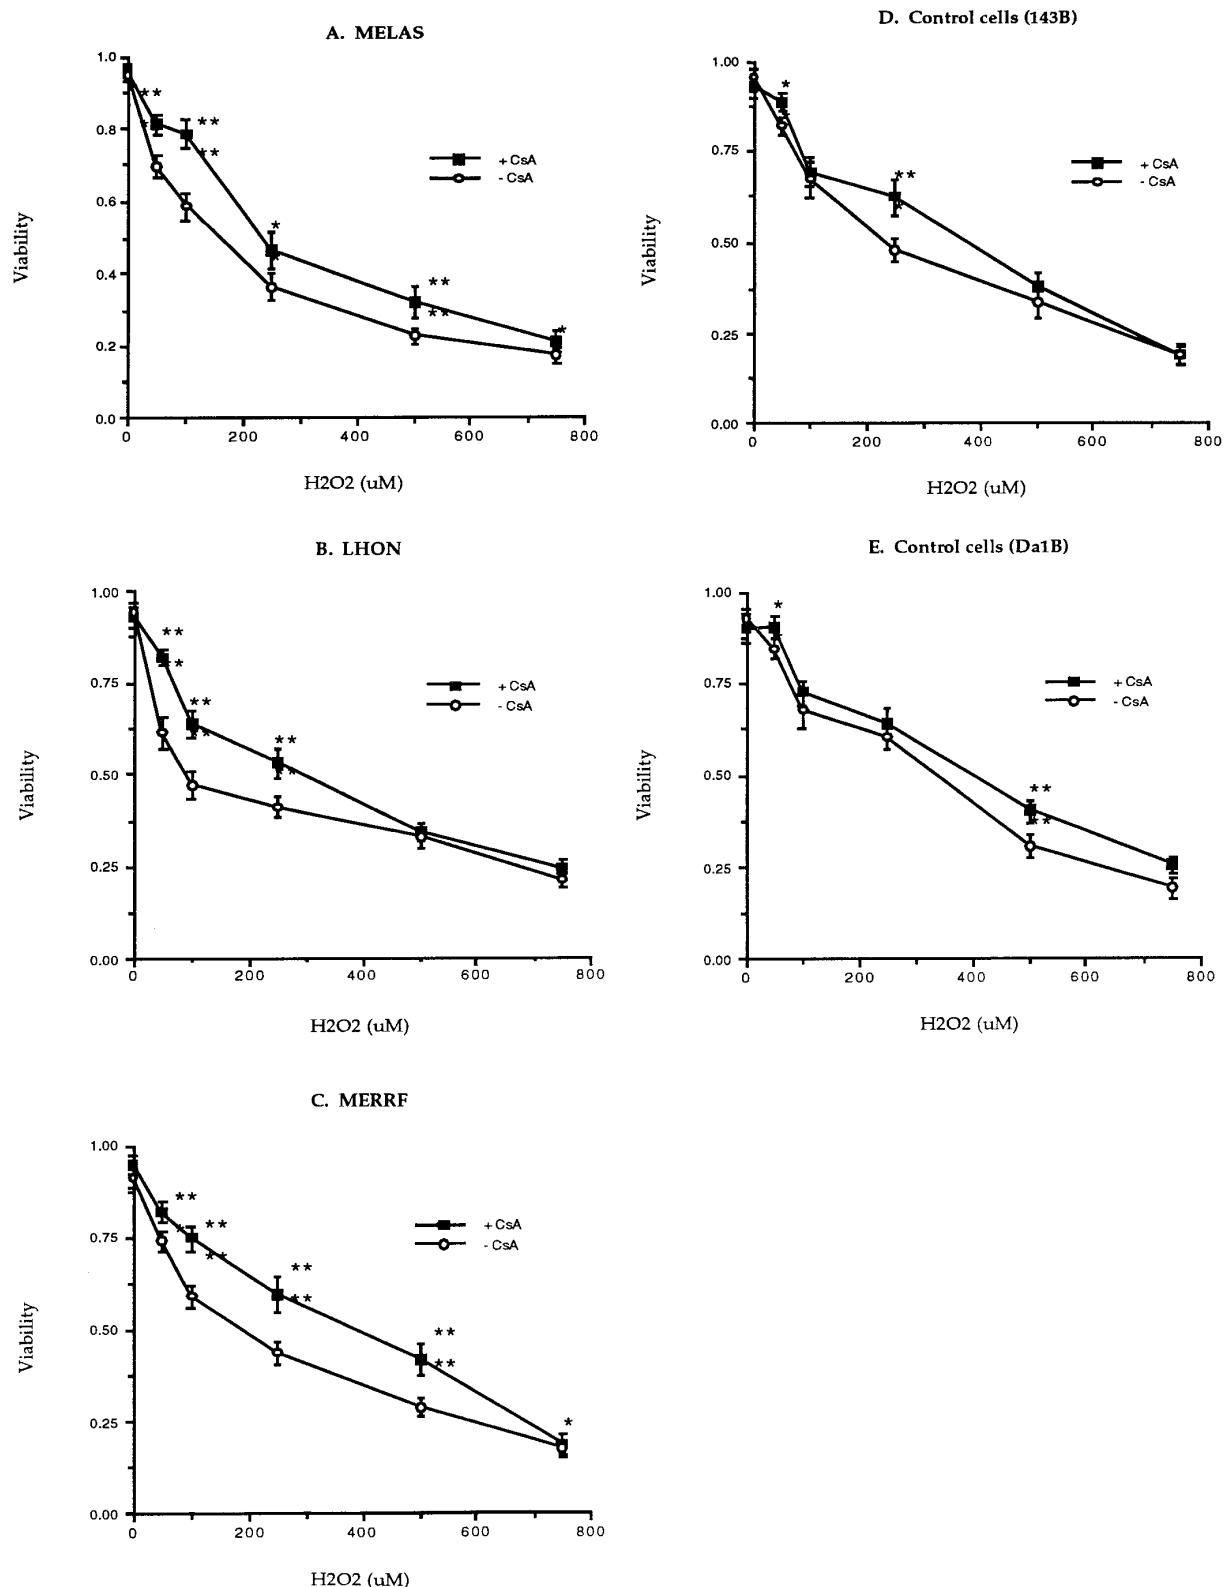 A. MELAS
1.0
0.8
0.6
0.4
0.2
0.0
Viability
** 
*
**
**
*
*
**
**
*
+ CsA
- CsA
0 200 400 600 800
H2O2 (uM)
B. LHON
1.00
0.75
0.50
0.25
0.00
Viability
**
**
**
**
**
**
+ CsA
- CsA
0 200 400 600 800
H2O2 (uM)
C. MERRF
1.00
0.75
0.50
0.25
0.00
Viability
**
*
**
**
**
**
**
**
*
+ CsA
- CsA
0 200 400 600 800
H2O2 (uM)
D. Control cells (143B)
1.00
0.75
0.50
0.25
0.00
Viability
*
*
**
*
+ CsA
- CsA
0 200 400 600 800
H2O2 (uM)
E. Control cells (Da1B)
1.00
0.75
0.50
0.25
0.00
Viability
*
*
**
**
+ CsA
- CsA
0 200 400 600 800
H2O2 (uM)